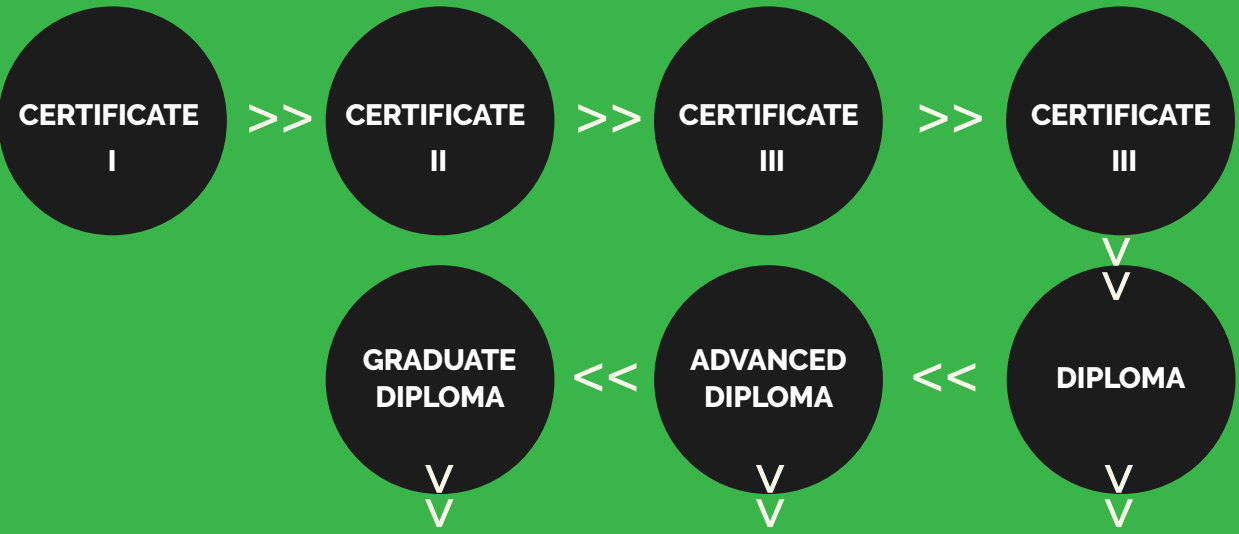 CERTIFICATE
I
>>
CERTIFICATE
II
>>
CERTIFICATE
III
>>
CERTIFICATE
III
>>
DIPLOMA
<<
ADVANCED
DIPLOMA
<<
GRADUATE
DIPLOMA
>>
>>
>>